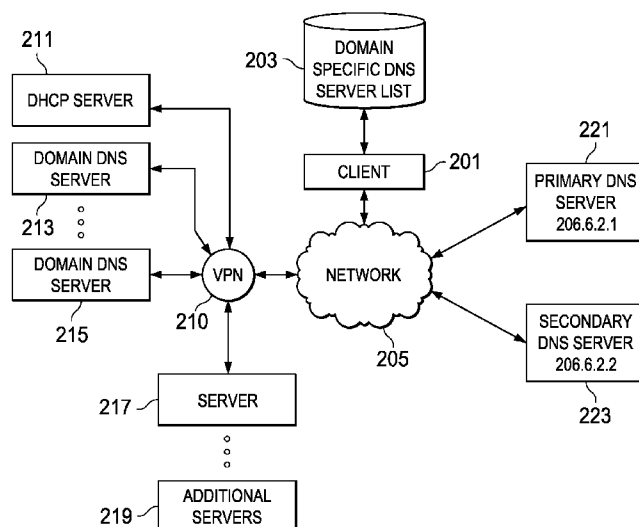 211
DHCP SERVER
DOMAIN DNS
SERVER
213
DOMAIN DNS
SERVER
215
VPN
210
217
SERVER
219
ADDITIONAL
SERVERS
203
DOMAIN
SPECIFIC DNS
SERVER LIST
CLIENT
201
NETWORK
205
221
PRIMARY DNS
SERVER
206.6.2.1
SECONDARY
DNS SERVER
206.6.2.2
223